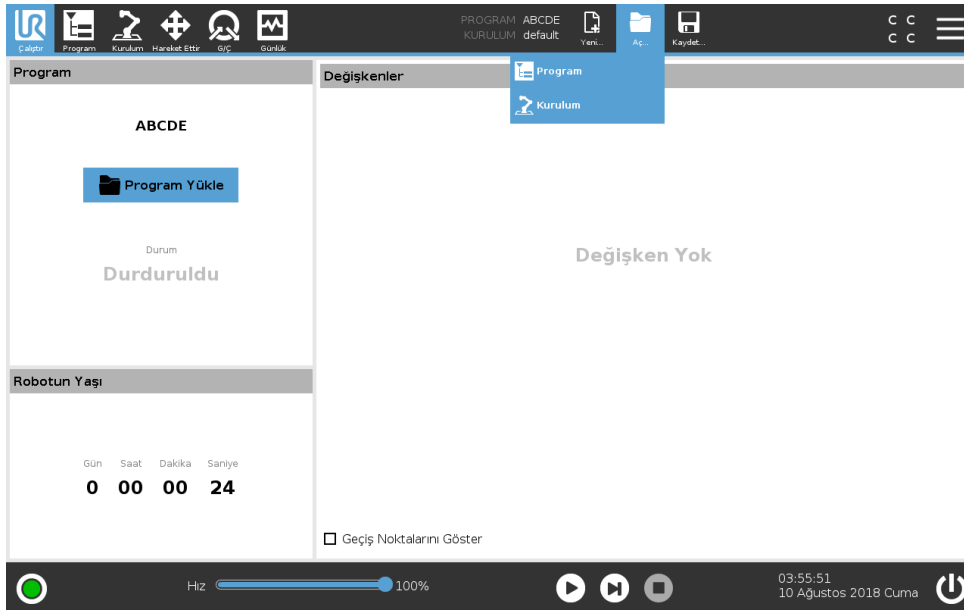 UR
PROGRAM ABCDE
KURULUM default
C C
C C
Çalıştır Program Kurulum Hareket Ettir G/Ç Günlük Yeni... Aç... Kaydet...
Program
Kurulum
Program
ABCDE
Program Yükle
Durum
Durduruldu
Değişkenler
Değişken Yok
Robotun Yaşı
Gün Saat Dakika Saniye
0 00 00 24
Geçiş Noktalarını Göster
Hız 100%
03:55:51
10 Ağustos 2018 Cuma